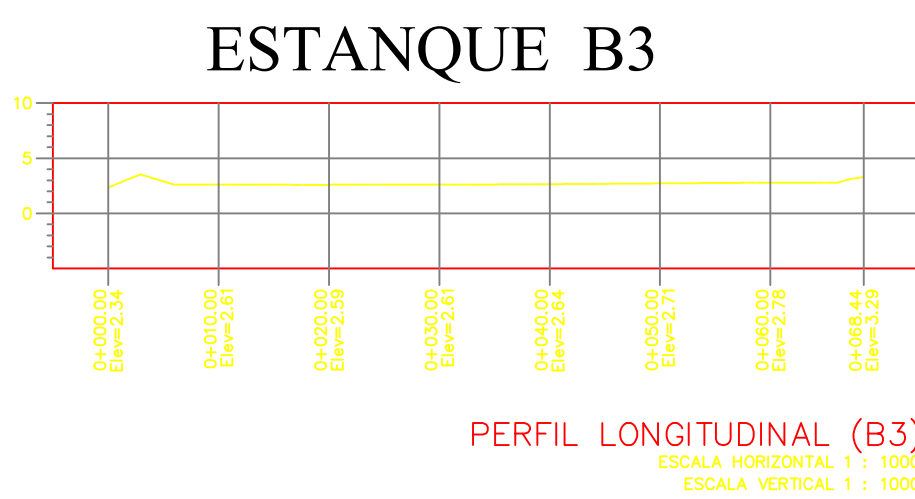 ESTANQUE B3
10
5
0
0+000.00
Elev=2.34
0+010.00
Elev=2.61
0+020.00
Elev=2.59
0+030.00
Elev=2.61
0+040.00
Elev=2.64
0+050.00
Elev=2.71
0+060.00
Elev=2.78
0+068.44
Elev=3.29
PERFIL LONGITUDINAL (B3)
ESCALA HORIZONTAL 1 : 1000
ESCALA VERTICAL 1 : 1000